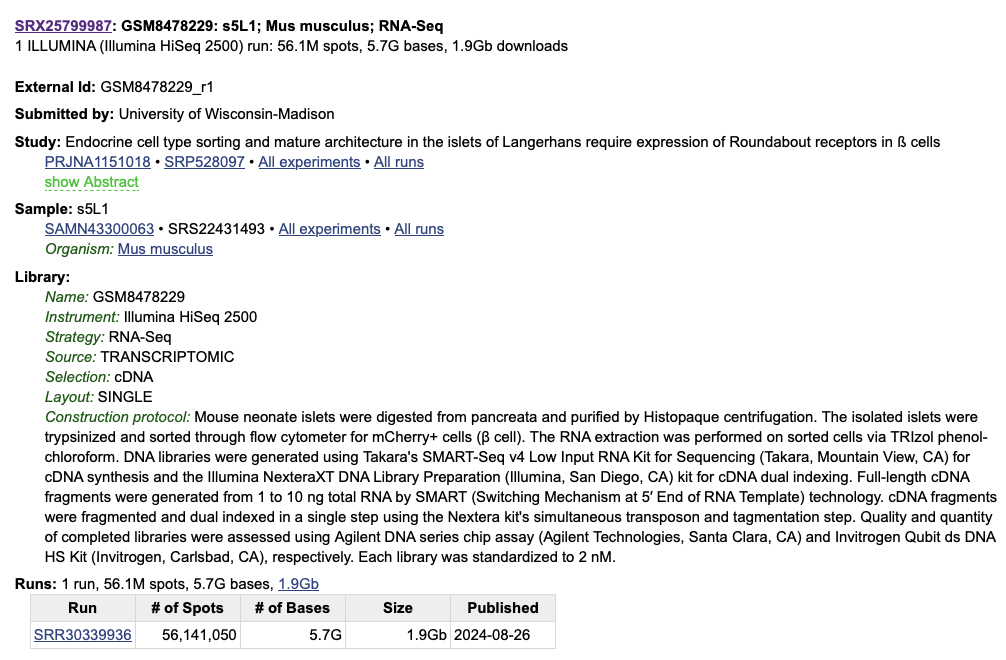 SRX25799987: GSM8478229: s5L1; Mus musculus; RNA-Seq
1 ILLUMINA (Illumina HiSeq 2500) run: 56.1M spots, 5.7G bases, 1.9Gb downloads
External Id: GSM8478229_r1
Submitted by: University of Wisconsin-Madison
Study: Endocrine cell type sorting and mature architecture in the islets of Langerhans require expression of Roundabout receptors in ß cells
PRJNA1151018 • SRP528097 • All experiments • All runs
show Abstract
Sample: s5L1
SAMN43300063 • SRS22431493 • All experiments • All runs
Organism: Mus musculus
Library:
Name: GSM8478229
Instrument: Illumina HiSeq 2500
Strategy: RNA-Seq
Source: TRANSCRIPTOMIC
Selection: cDNA
Layout: SINGLE
Construction protocol: Mouse neonate islets were digested from pancreata and purified by Histopaque centrifugation. The isolated islets were
trypsinized and sorted through flow cytometer for mCherry+ cells (β cell). The RNA extraction was performed on sorted cells via TRIzol phenol-
chloroform. DNA libraries were generated using Takara's SMART-Seq v4 Low Input RNA Kit for Sequencing (Takara, Mountain View, CA) for
cDNA synthesis and the Illumina NexteraXT DNA Library Preparation (Illumina, San Diego, CA) kit for cDNA dual indexing. Full-length cDNA
fragments were generated from 1 to 10 ng total RNA by SMART (Switching Mechanism at 5′ End of RNA Template) technology. cDNA fragments
were fragmented and dual indexed in a single step using the Nextera kit's simultaneous transposon and tagmentation step. Quality and quantity
of completed libraries were assessed using Agilent DNA series chip assay (Agilent Technologies, Santa Clara, CA) and Invitrogen Qubit ds DNA
HS Kit (Invitrogen, Carlsbad, CA), respectively. Each library was standardized to 2 nM.
Runs: 1 run, 56.1M spots, 5.7G bases, 1.9Gb
Run # of Spots # of Bases Size Published
SRR30339936 56,141,050 5.7G 1.9Gb 2024-08-26